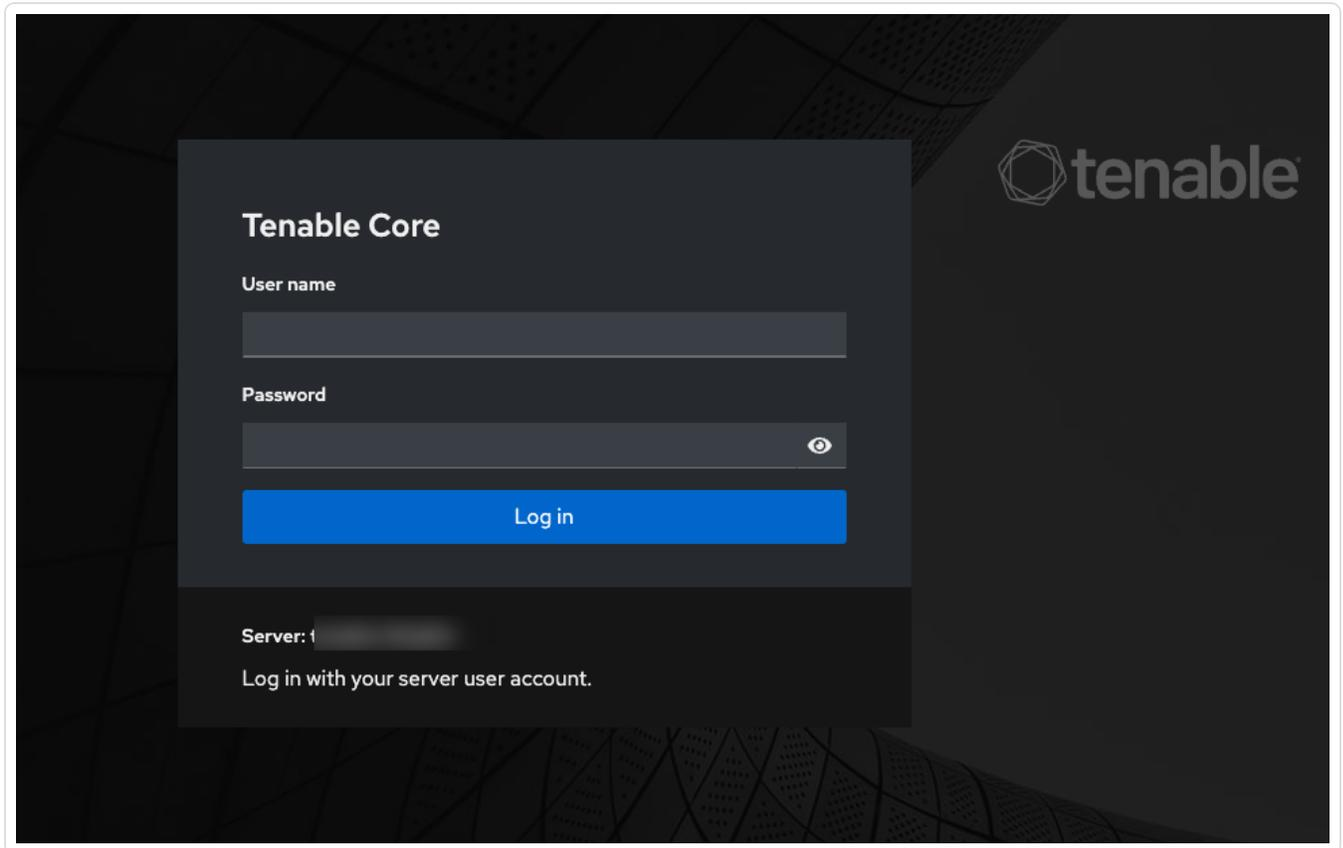 tenable
Tenable Core
User name
Password
Log in
Server:
Log in with your server user account.